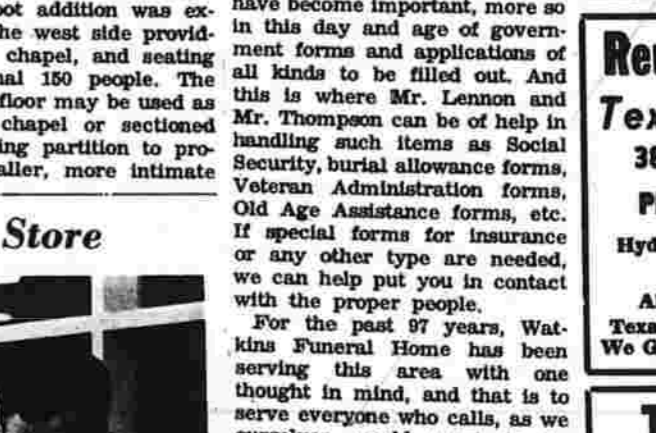 oot addition was ex-
he west side provid-
chapel, and seating
nal 150 people. The
floor may be used as
chapel or sectioned
ing partition to pro-
aller, more intimate
Store
have become important, more so
in this day and age of govern-
ment forms and applications of
all kinds to be filled out. And
this is where Mr. Lennon and
Mr. Thompson can be of help in
handling such items as Social
Security, burial allowance forms,
Veteran Administration forms,
Old Age Assistance forms, etc.
If special forms for insurance
or any other type are needed,
we can help put you in contact
with the proper people.
For the past 97 years, Wat-
kins Funeral Home has been
serving this area with one
thought in mind, and that is to
serve everyone who calls, as we
Re
Tex
38
P
Hyd
A
Texa
We G
T